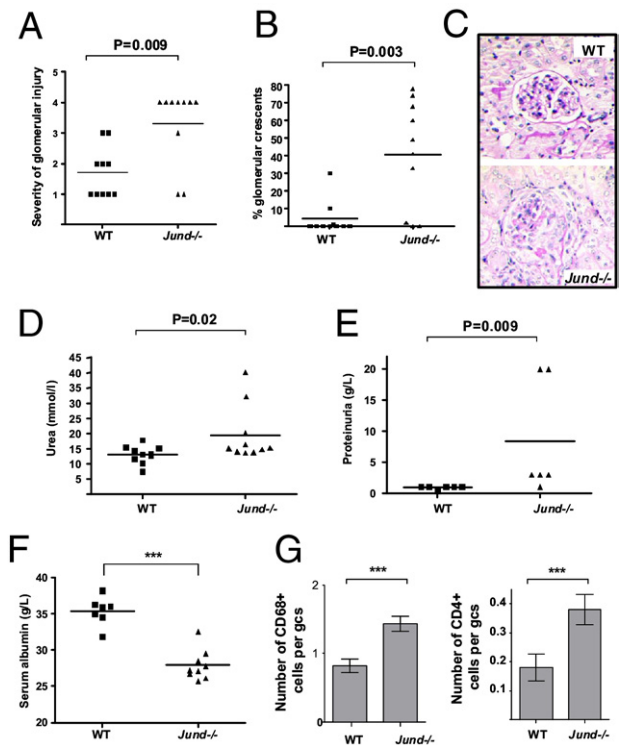 A
P=0.009
Severity of glomerular injury
5
4
3
2
1
0
WT
Jund-/-
B
P=0.003
% glomerular crescents
80
70
60
50
40
30
20
10
WT
Jund-/-
C
WT
Jund-/-
D
P=0.02
Urea (mmol/l)
45
40
35
30
25
20
15
10
5
WT
Jund-/-
E
P=0.009
Proteinuria (g/L)
20
15
10
5
0
WT
Jund-/-
F
***
Serum albumin (g/L)
40
35
30
25
20
WT
Jund-/-
G
***
Number of CD68+
cells per gcs
2
1
0
WT
Jund-/-
***
Number of CD4+
cells per gcs
0.4
0.3
0.2
0.1
WT
Jund-/-